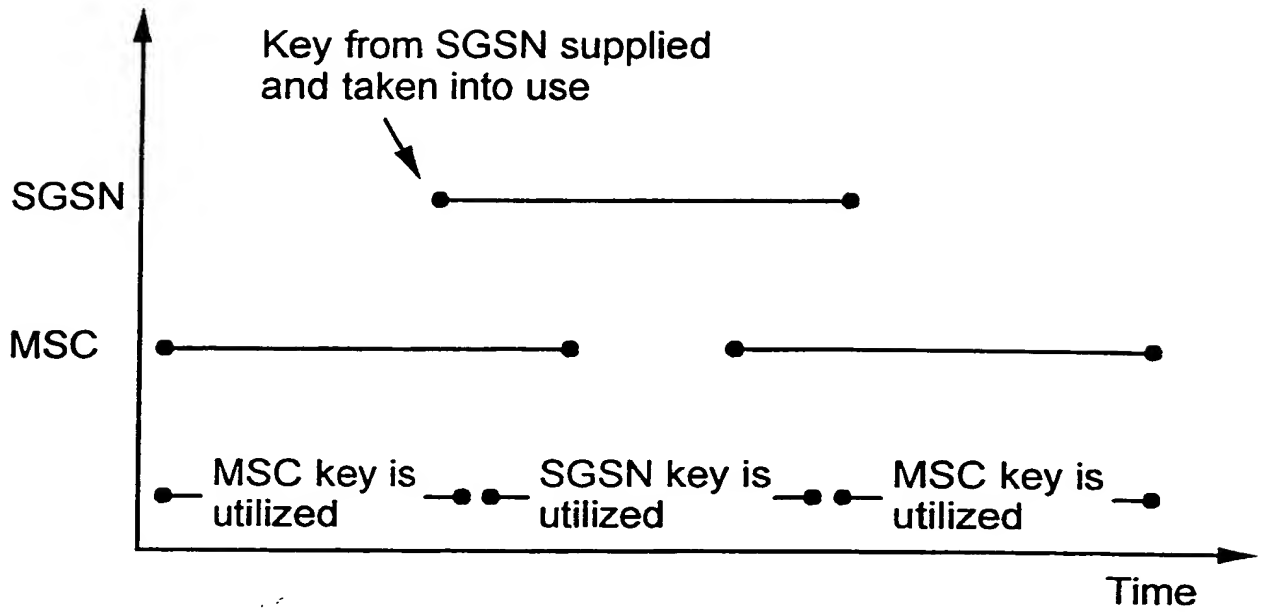 Key from SGSN supplied
and taken into use
SGSN
MSC
MSC key is
utilized
SGSN key is
utilized
MSC key is
utilized
Time